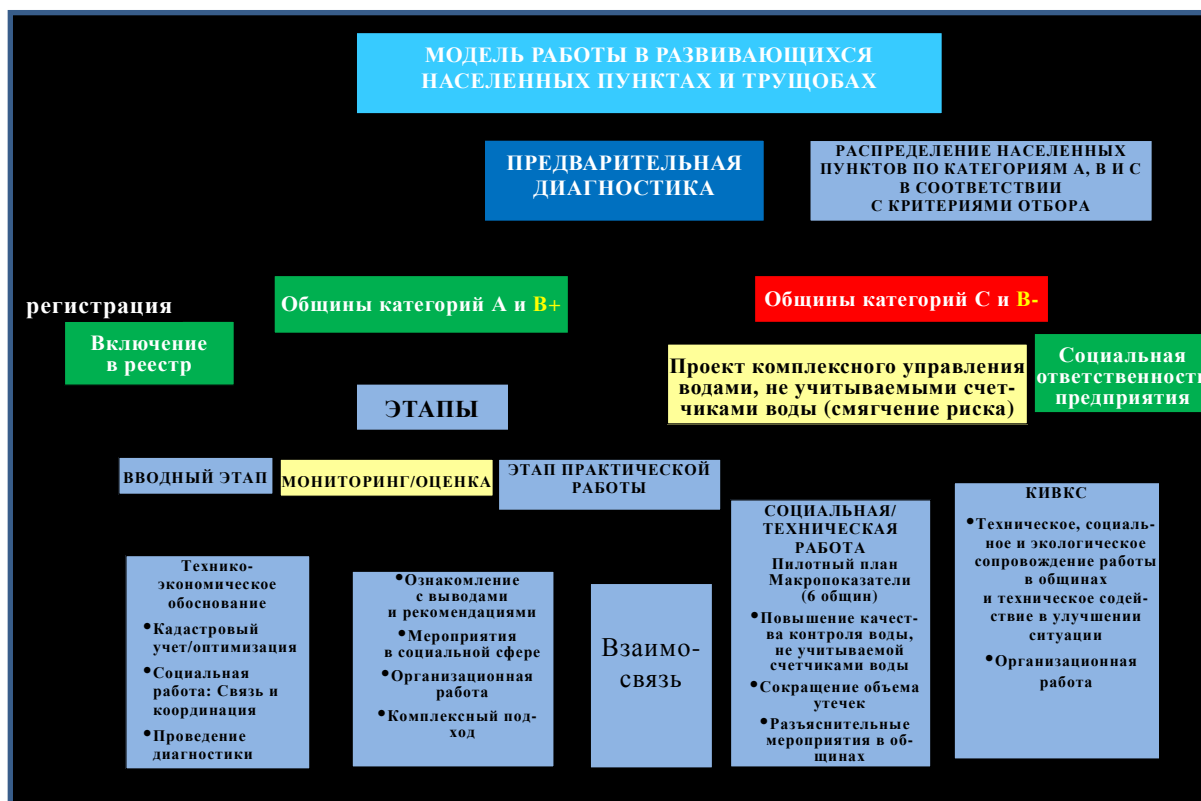 МОДЕЛЬ РАБОТЫ В РАЗВИВАЮЩИХСЯ
НАСЕЛЕННЫХ ПУНКТАХ И ТРУЩОБАХ
ПРЕДВАРИТЕЛЬНАЯ
ДИАГНОСТИКА
РАСПРЕДЕЛЕНИЕ НАСЕЛЕННЫХ
ПУНКТОВ ПО КАТЕГОРИЯМ А, В И С
В СООТВЕТСТВИИ
С КРИТЕРИЯМИ ОТБОРА
регистрация
Общины категорий А и В+
Общины категорий С и В-
Включение
в реестр
Проект комплексного управления
водами, не учитываемыми счет-
чиками воды (смягчение риска)
Социальная
ответственность
предприятия
ЭТАПЫ
ВВОДНЫЙ ЭТАП
МОНИТОРИНГ/ОЦЕНКА
ЭТАП ПРАКТИЧЕСКОЙ
РАБОТЫ
Технико-
экономическое
обоснование
•Кадастровый
учет/оптимизация
•Социальная
работа: Связь и
координация
•Проведение
диагностики
•Ознакомление
с выводами
и рекомендациями
•Мероприятия
в социальной сфере
•Организационная
работа
•Комплексный под-
ход
Взаимо-
связь
СОЦИАЛЬНАЯ/
ТЕХНИЧЕСКАЯ
РАБОТА
Пилотный план
Макропоказатели
(6 общин)
•Повышение качест-
ва контроля воды,
не учитываемой
счетчиками воды
•Сокращение объема
утечек
•Разъяснительные
мероприятия в об-
щинах
КИВКС
•Техническое, социаль-
ное и экологическое
сопровождение работы
в общинах
и техническое содей-
ствие в улучшении
ситуации
•Организационная
работа